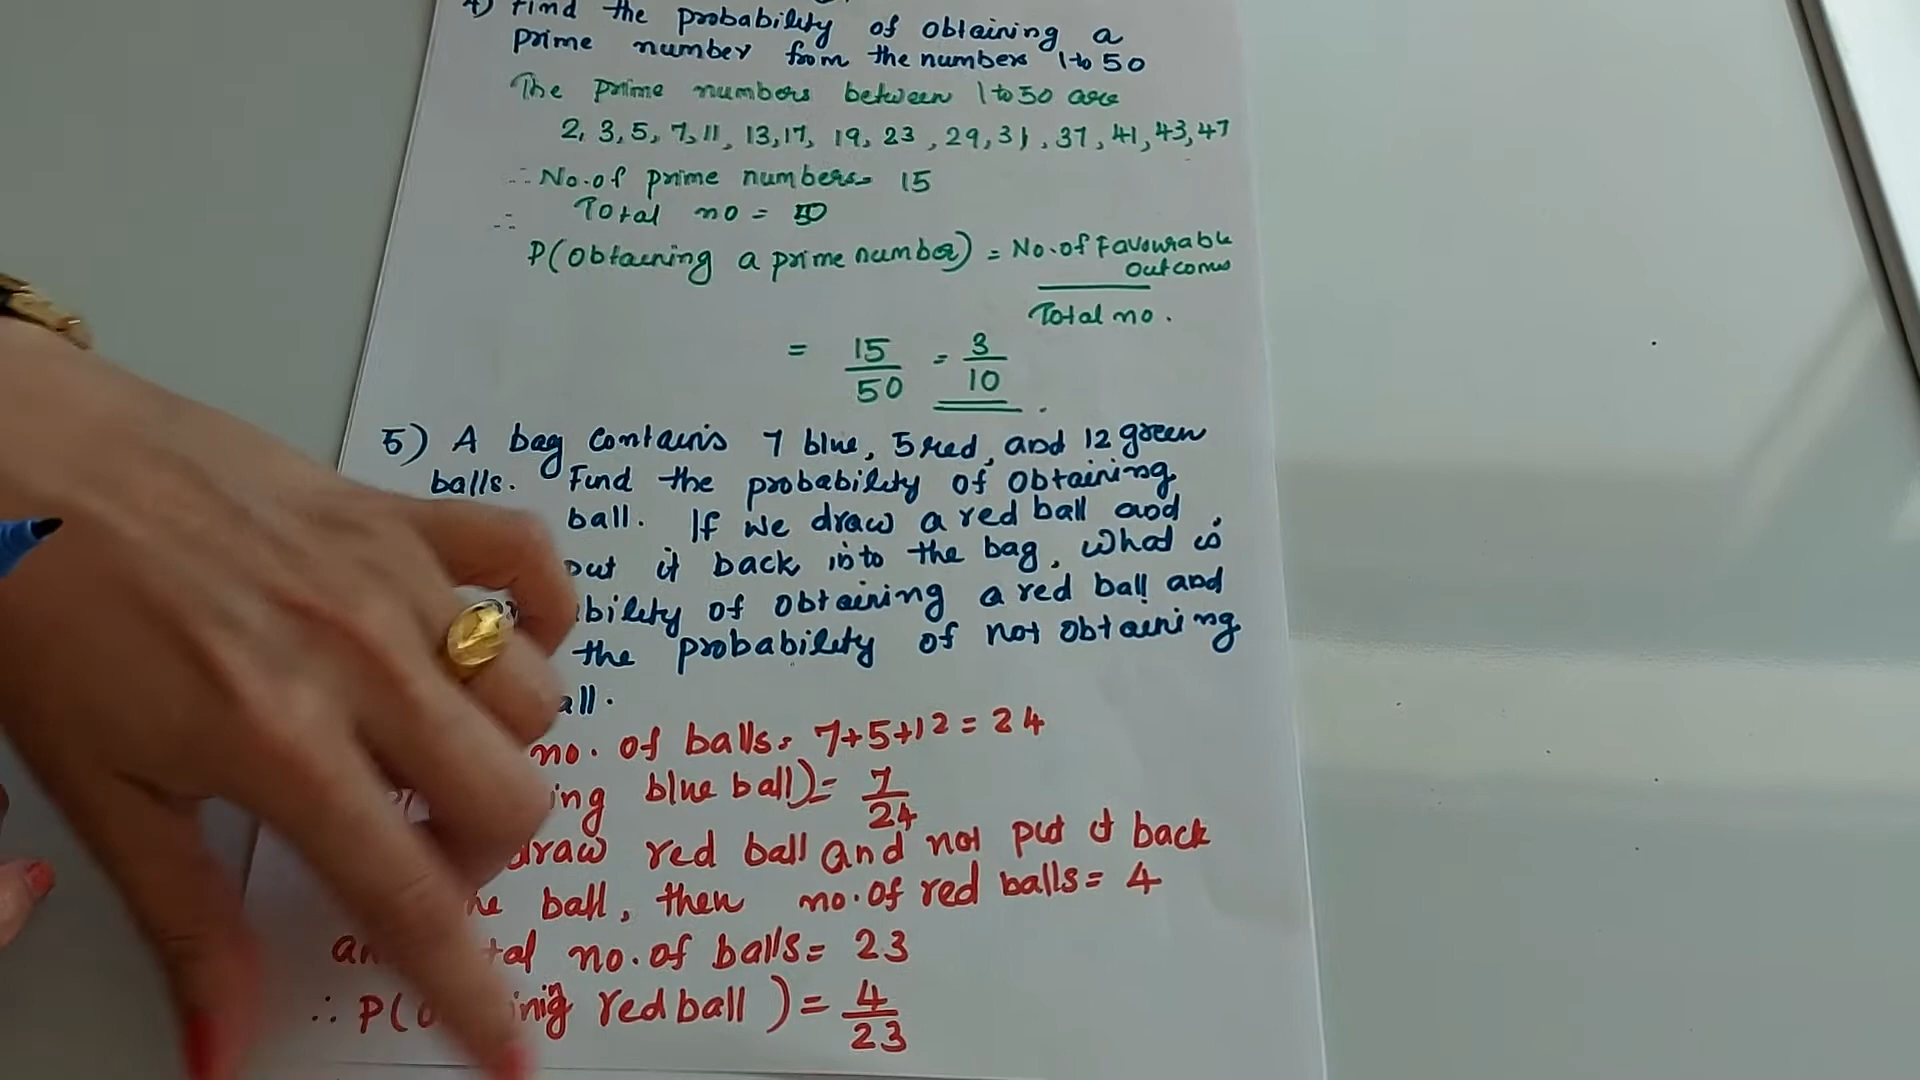 4) Find the probability of obtaining a
prime number from the numbers 1 to 50
The prime numbers between 1 to 50 are
2, 3, 5, 7, 11, 13, 17, 19, 23, 29, 31, 37, 41, 43, 47
∴ No. of prime numbers = 15
∴ Total no = 50
P(obtaining a prime number) = No. of Favourable outcomes
Total no.
= 15/50 = 3/10
5) A bag contains 7 blue, 5 red, and 12 green
balls. Find the probability of obtaining
ball. If we draw a red ball and
put it back into the bag, what is
bility of obtaining a red ball and
the probability of not obtaining
all.
no. of balls = 7+5+12 = 24
ing blue ball) = 7/24
draw red ball and not put it back
he ball, then no. of red balls = 4
tal no. of balls = 23
∴ P( ining red ball) = 4/23